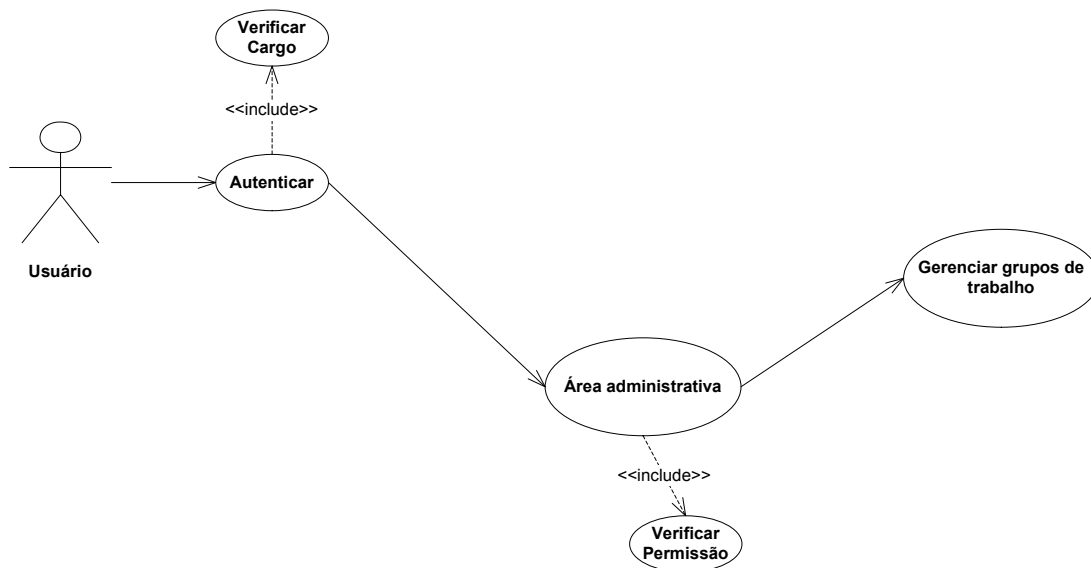 Verificar
Cargo
<<include>>
Autenticar
Usuário
Gerenciar grupos de
trabalho
Área administrativa
<<include>>
Verificar
Permissão